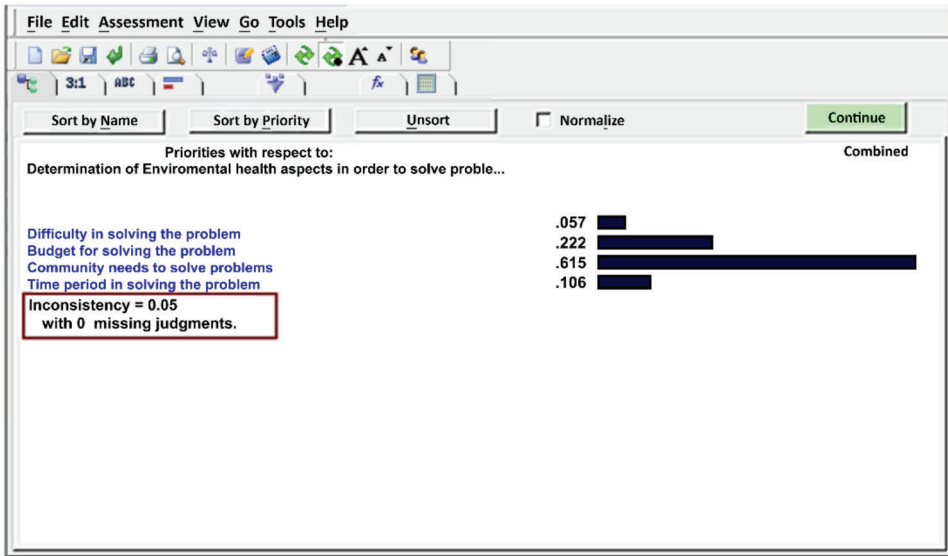 File Edit Assessment View Go Tools Help
A A
3:1 ABC fx
Sort by Name Sort by Priority Unsort Normalize Continue
Priorities with respect to: Combined
Determination of Enviromental health aspects in order to solve proble...
Difficulty in solving the problem .057
Budget for solving the problem .222
Community needs to solve problems .615
Time period in solving the problem .106
Inconsistency = 0.05
with 0 missing judgments.